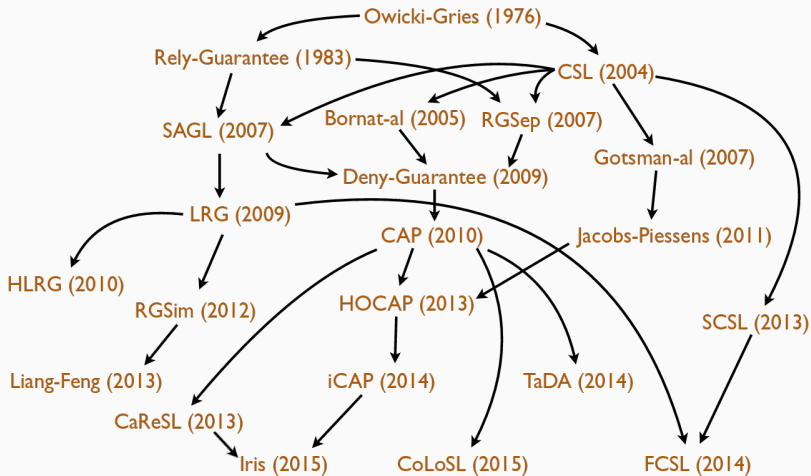 Owicki-Gries (1976)
Rely-Guarantee (1983)
CSL (2004)
Bornat-al (2005)
RGSep (2007)
SAGL (2007)
Gotsman-al (2007)
Deny-Guarantee (2009)
LRG (2009)
CAP (2010)
Jacobs-Piessens (2011)
HLRG (2010)
RGSim (2012)
HOCAP (2013)
SCSL (2013)
Liang-Feng (2013)
iCAP (2014)
TaDA (2014)
CaReSL (2013)
Iris (2015)
CoLoSL (2015)
FCSL (2014)